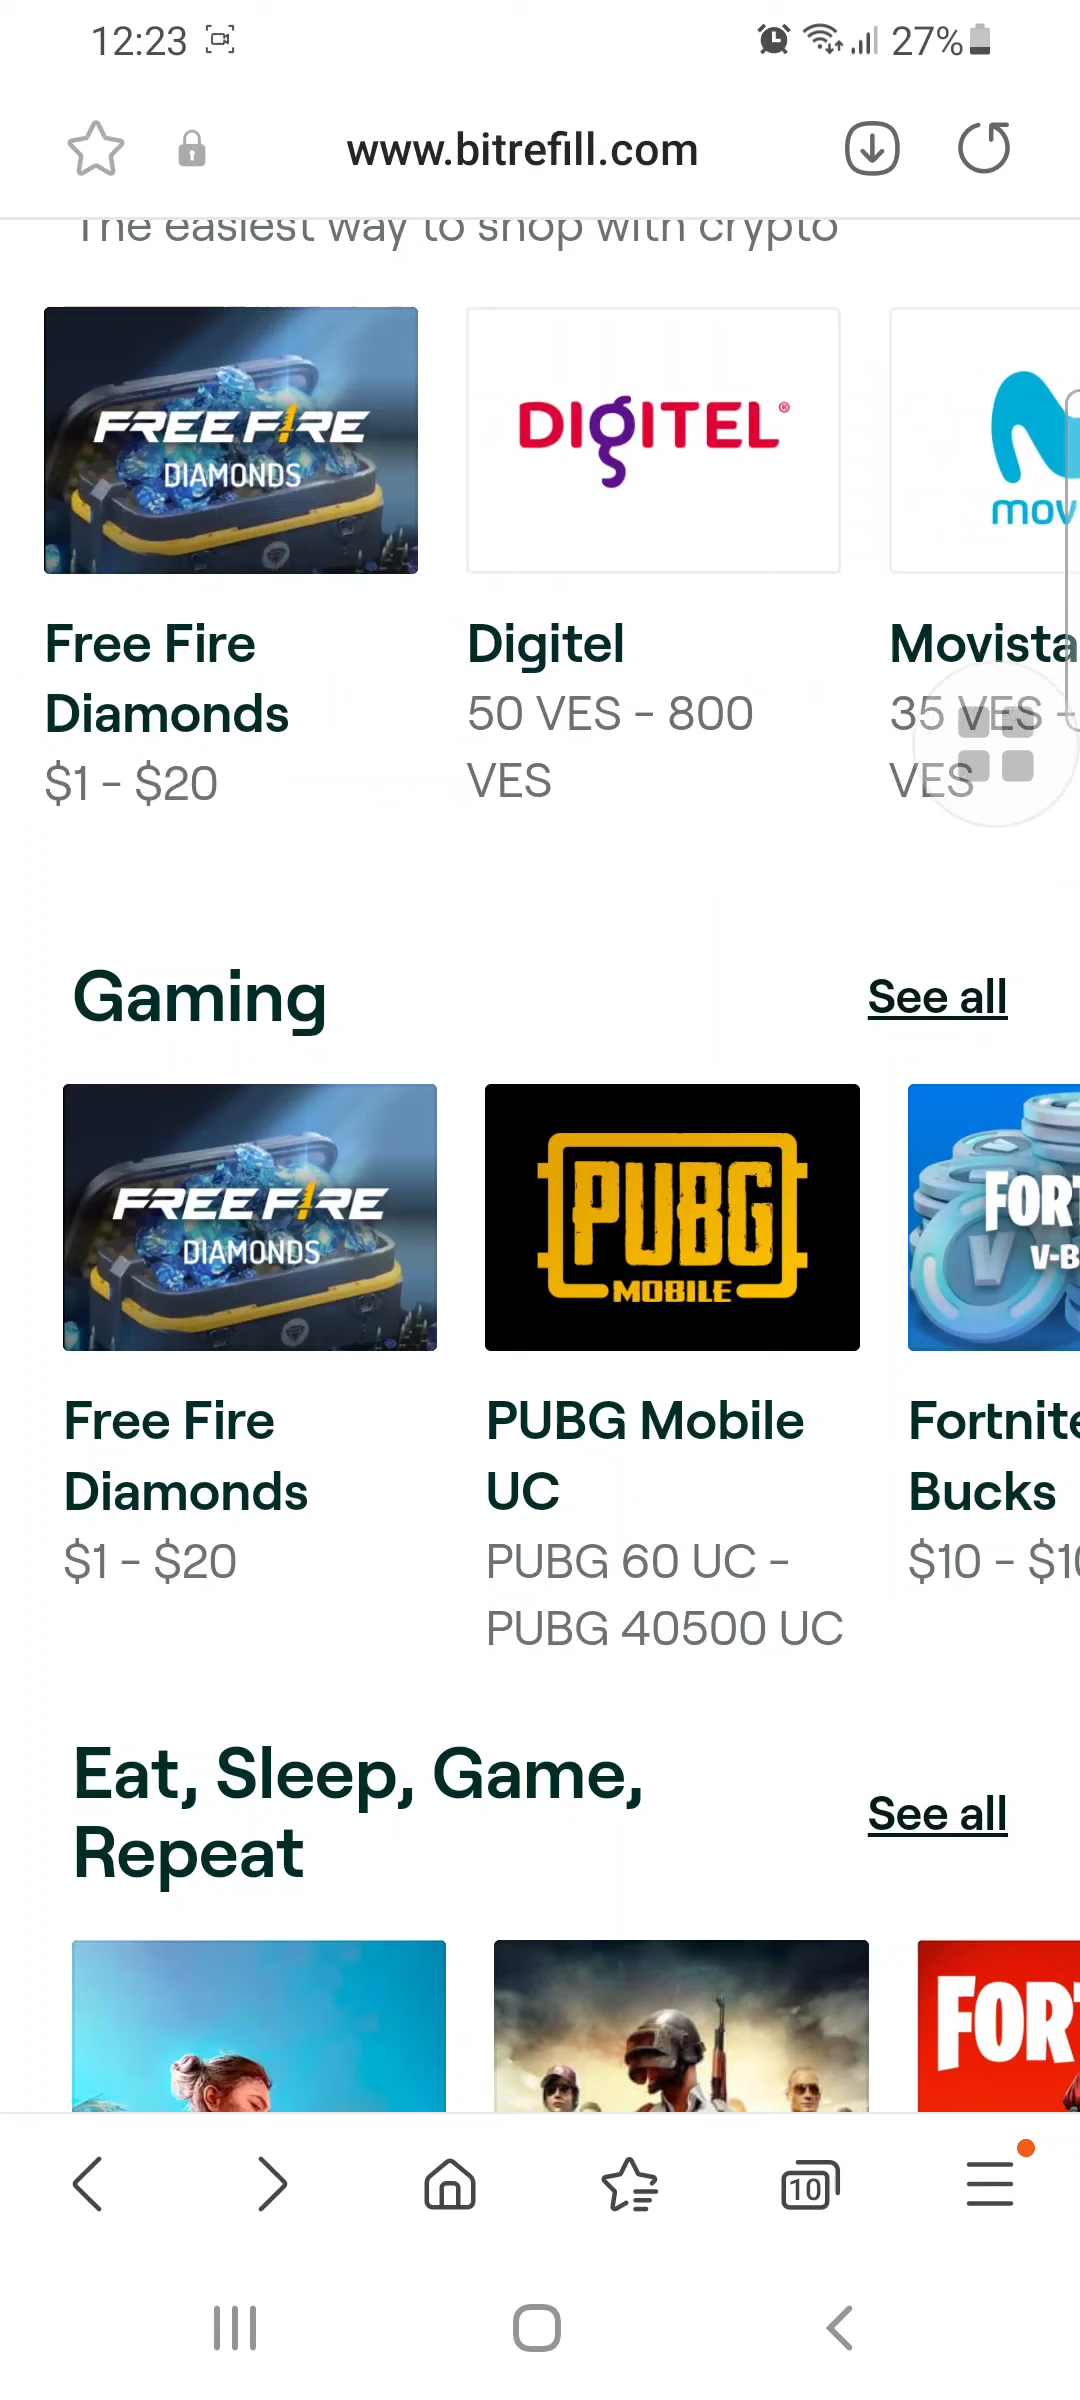 12:23
27%
www.bitrefill.com
The easiest way to shop with crypto
FREE FIRE
DIAMONDS
DIGITEL®
mov
Free Fire
Diamonds
$1 – $20
Digitel
50 VES – 800
VES
Movista
35 VES –
VES
Gaming
See all
FREE FIRE
DIAMONDS
PUBG
MOBILE
FORT
V-B
Free Fire
Diamonds
$1 – $20
PUBG Mobile
UC
PUBG 60 UC –
PUBG 40500 UC
Fortnite
Bucks
$10 – $10
Eat, Sleep, Game,
Repeat
See all
FORT
10